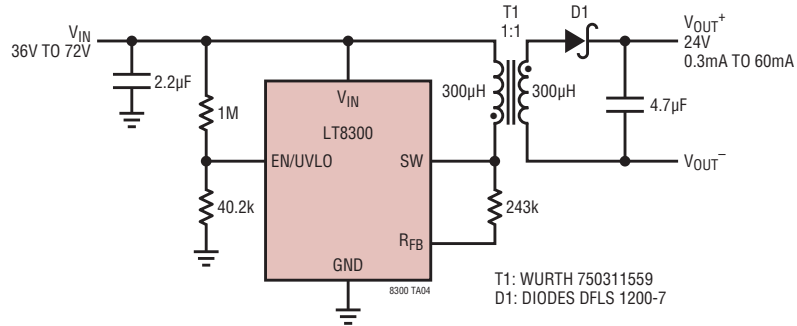 T1
1:1
D1
VIN
36V TO 72V
VOUT+
24V
0.3mA TO 60mA
2.2µF
1M
VIN
LT8300
300µH
300µH
4.7µF
EN/UVLO
SW
VOUT–
40.2k
243k
RFB
GND
8300 TA04
T1: WURTH 750311559
D1: DIODES DFLS 1200-7